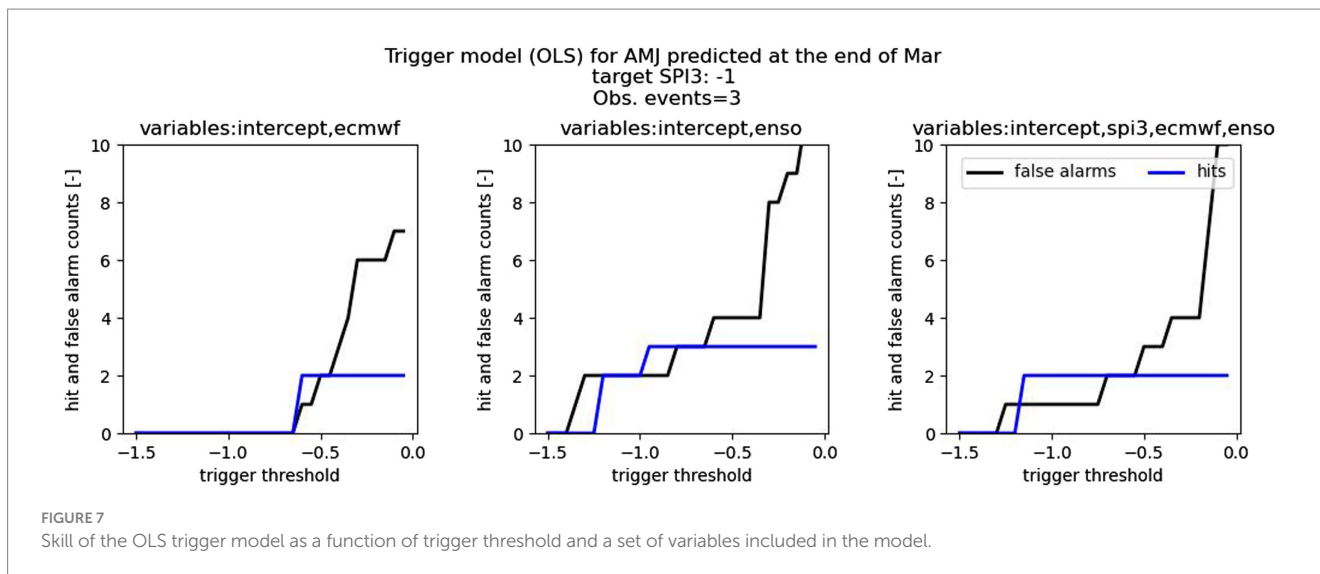 Trigger model (OLS) for AMJ predicted at the end of Mar
target SPI3: -1
Obs. events=3
variables:intercept,ecmwf
hit and false alarm counts [-]
10
8
6
4
2
0
−1.5 −1.0 −0.5 0.0
trigger threshold
variables:intercept,enso
hit and false alarm counts [-]
10
8
6
4
2
0
−1.5 −1.0 −0.5 0.0
trigger threshold
variables:intercept,spi3,ecmwf,enso
hit and false alarm counts [-]
10
8
6
4
2
0
false alarms hits
−1.5 −1.0 −0.5 0.0
trigger threshold
FIGURE 7
Skill of the OLS trigger model as a function of trigger threshold and a set of variables included in the model.